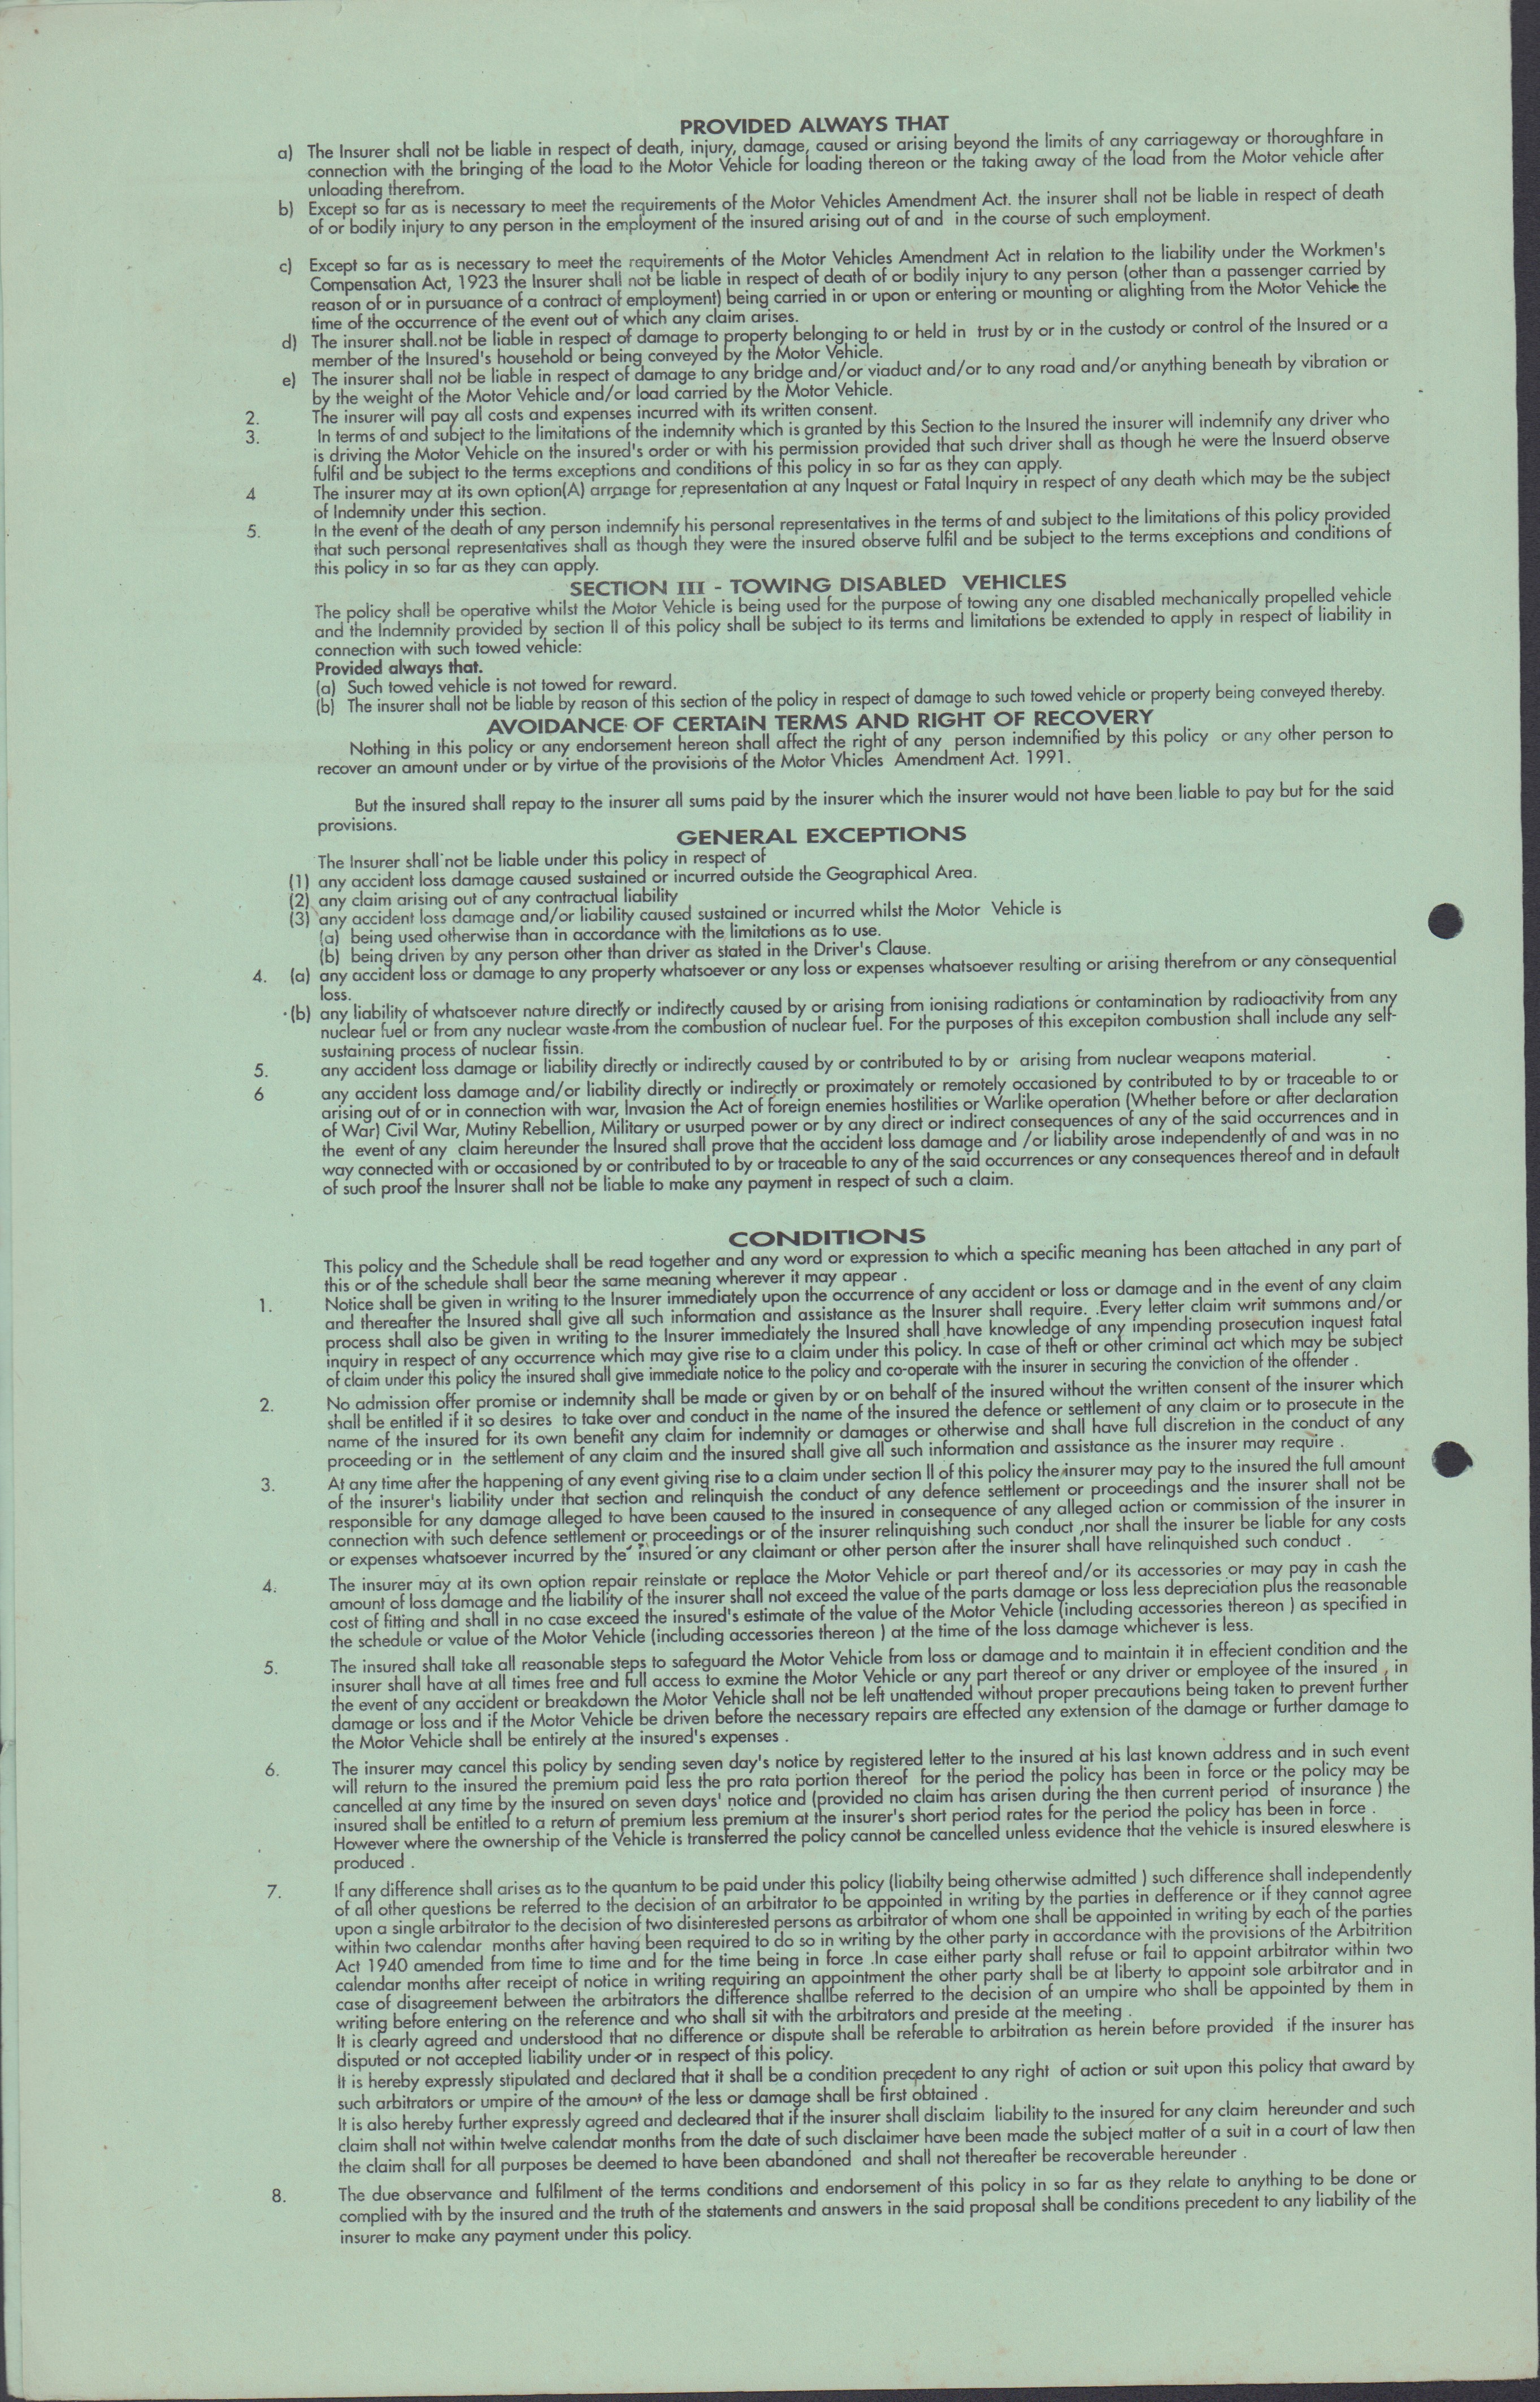 PROVIDED ALWAYS THAT
a) The Insurer shall not be liable in respect of death, injury, damage, caused or arising beyond the limits of any carriageway or thoroughfare in
connection with the bringing of the load to the Motor Vehicle for loading thereon or the taking away of the load from the Motor vehicle after
unloading therefrom.
b) Except so far as is necessary to meet the requirements of the Motor Vehicles Amendment Act. the insurer shall not be liable in respect of death
of or bodily injury to any person in the employment of the insured arising out of and in the course of such employment.
c) Except so far as is necessary to meet the requirements of the Motor Vehicles Amendment Act in relation to the liability under the Workmen's
Compensation Act, 1923 the Insurer shall not be liable in respect of death of or bodily injury to any person (other than a passenger carried by
reason of or in pursuance of a contract of employment) being carried in or upon or entering or mounting or alighting from the Motor Vehicle the
time of the occurrence of the event out of which any claim arises.
d) The insurer shall not be liable in respect of damage to property belonging to or held in trust by or in the custody or control of the Insured or a
member of the Insured's household or being conveyed by the Motor Vehicle.
e) The insurer shall not be liable in respect of damage to any bridge and/or viaduct and/or to any road and/or anything beneath by vibration or
by the weight of the Motor Vehicle and/or load carried by the Motor Vehicle.
2. The insurer will pay all costs and expenses incurred with its written consent.
3. In terms of and subject to the limitations of the indemnity which is granted by this Section to the Insured the insurer will indemnify any driver who
is driving the Motor Vehicle on the insured's order or with his permission provided that such driver shall as though he were the Insuerd observe
fulfil and be subject to the terms exceptions and conditions of this policy in so far as they can apply.
4 The insurer may at its own option(A) arrange for representation at any Inquest or Fatal Inquiry in respect of any death which may be the subject
of Indemnity under this section.
5. In the event of the death of any person indemnify his personal representatives in the terms of and subject to the limitations of this policy provided
that such personal representatives shall as though they were the insured observe fulfil and be subject to the terms exceptions and conditions of
this policy in so far as they can apply.
SECTION III - TOWING DISABLED VEHICLES
The policy shall be operative whilst the Motor Vehicle is being used for the purpose of towing any one disabled mechanically propelled vehicle
and the Indemnity provided by section II of this policy shall be subject to its terms and limitations be extended to apply in respect of liability in
connection with such towed vehicle:
Provided always that.
(a) Such towed vehicle is not towed for reward.
(b) The insurer shall not be liable by reason of this section of the policy in respect of damage to such towed vehicle or property being conveyed thereby.
AVOIDANCE OF CERTAIN TERMS AND RIGHT OF RECOVERY
Nothing in this policy or any endorsement hereon shall affect the right of any person indemnified by this policy or any other person to
recover an amount under or by virtue of the provisions of the Motor Vhicles Amendment Act. 1991.
But the insured shall repay to the insurer all sums paid by the insurer which the insurer would not have been liable to pay but for the said
provisions.
GENERAL EXCEPTIONS
The Insurer shall not be liable under this policy in respect of
(1) any accident loss damage caused sustained or incurred outside the Geographical Area.
(2) any claim arising out of any contractual liability
(3) any accident loss damage and/or liability caused sustained or incurred whilst the Motor Vehicle is
(a) being used otherwise than in accordance with the limitations as to use.
(b) being driven by any person other than driver as stated in the Driver's Clause.
4. (a) any accident loss or damage to any property whatsoever or any loss or expenses whatsoever resulting or arising therefrom or any consequential
loss.
(b) any liability of whatsoever nature directly or indirectly caused by or arising from ionising radiations or contamination by radioactivity from any
nuclear fuel or from any nuclear waste from the combustion of nuclear fuel. For the purposes of this excepiton combustion shall include any self-
sustaining process of nuclear fissin.
5. any accident loss damage or liability directly or indirectly caused by or contributed to by or arising from nuclear weapons material.
6 any accident loss damage and/or liability directly or indirectly or proximately or remotely occasioned by contributed to by or traceable to or
arising out of or in connection with war, Invasion the Act of foreign enemies hostilities or Warlike operation (Whether before or after declaration
of War) Civil War, Mutiny Rebellion, Military or usurped power or by any direct or indirect consequences of any of the said occurrences and in
the event of any claim hereunder the Insured shall prove that the accident loss damage and /or liability arose independently of and was in no
way connected with or occasioned by or contributed to by or traceable to any of the said occurrences or any consequences thereof and in default
of such proof the Insurer shall not be liable to make any payment in respect of such a claim.
CONDITIONS
This policy and the Schedule shall be read together and any word or expression to which a specific meaning has been attached in any part of
this or of the schedule shall bear the same meaning wherever it may appear .
1. Notice shall be given in writing to the Insurer immediately upon the occurrence of any accident or loss or damage and in the event of any claim
and thereafter the Insured shall give all such information and assistance as the Insurer shall require. .Every letter claim writ summons and/or
process shall also be given in writing to the Insurer immediately the Insured shall have knowledge of any impending prosecution inquest fatal
inquiry in respect of any occurrence which may give rise to a claim under this policy. In case of theft or other criminal act which may be subject
of claim under this policy the insured shall give immediate notice to the policy and co-operate with the insurer in securing the conviction of the offender .
2. No admission offer promise or indemnity shall be made or given by or on behalf of the insured without the written consent of the insurer which
shall be entitled if it so desires to take over and conduct in the name of the insured the defence or settlement of any claim or to prosecute in the
name of the insured for its own benefit any claim for indemnity or damages or otherwise and shall have full discretion in the conduct of any
proceeding or in the settlement of any claim and the insured shall give all such information and assistance as the insurer may require .
3. At any time after the happening of any event giving rise to a claim under section II of this policy the insurer may pay to the insured the full amount
of the insurer's liability under that section and relinquish the conduct of any defence settlement or proceedings and the insurer shall not be
responsible for any damage alleged to have been caused to the insured in consequence of any alleged action or commission of the insurer in
connection with such defence settlement or proceedings or of the insurer relinquishing such conduct ,nor shall the insurer be liable for any costs
or expenses whatsoever incurred by the insured or any claimant or other person after the insurer shall have relinquished such conduct .
4. The insurer may at its own option repair reinstate or replace the Motor Vehicle or part thereof and/or its accessories or may pay in cash the
amount of loss damage and the liability of the insurer shall not exceed the value of the parts damage or loss less depreciation plus the reasonable
cost of fitting and shall in no case exceed the insured's estimate of the value of the Motor Vehicle (including accessories thereon ) as specified in
the schedule or value of the Motor Vehicle (including accessories thereon ) at the time of the loss damage whichever is less.
5. The insured shall take all reasonable steps to safeguard the Motor Vehicle from loss or damage and to maintain it in effecient condition and the
insurer shall have at all times free and full access to exmine the Motor Vehicle or any part thereof or any driver or employee of the insured , in
the event of any accident or breakdown the Motor Vehicle shall not be left unattended without proper precautions being taken to prevent further
damage or loss and if the Motor Vehicle be driven before the necessary repairs are effected any extension of the damage or further damage to
the Motor Vehicle shall be entirely at the insured's expenses .
6. The insurer may cancel this policy by sending seven day's notice by registered letter to the insured at his last known address and in such event
will return to the insured the premium paid less the pro rata portion thereof for the period the policy has been in force or the policy may be
cancelled at any time by the insured on seven days' notice and (provided no claim has arisen during the then current period of insurance ) the
insured shall be entitled to a return of premium less premium at the insurer's short period rates for the period the policy has been in force .
However where the ownership of the Vehicle is transferred the policy cannot be cancelled unless evidence that the vehicle is insured eleswhere is
produced .
7. If any difference shall arises as to the quantum to be paid under this policy (liabilty being otherwise admitted ) such difference shall independently
of all other questions be referred to the decision of an arbitrator to be appointed in writing by the parties in defference or if they cannot agree
upon a single arbitrator to the decision of two disinterested persons as arbitrator of whom one shall be appointed in writing by each of the parties
within two calendar months after having been required to do so in writing by the other party in accordance with the provisions of the Arbitrition
Act 1940 amended from time to time and for the time being in force .In case either party shall refuse or fail to appoint arbitrator within two
calendar months after receipt of notice in writing requiring an appointment the other party shall be at liberty to appoint sole arbitrator and in
case of disagreement between the arbitrators the difference shallbe referred to the decision of an umpire who shall be appointed by them in
writing before entering on the reference and who shall sit with the arbitrators and preside at the meeting .
It is clearly agreed and understood that no difference or dispute shall be referable to arbitration as herein before provided if the insurer has
disputed or not accepted liability under or in respect of this policy.
It is hereby expressly stipulated and declared that it shall be a condition precedent to any right of action or suit upon this policy that award by
such arbitrators or umpire of the amount of the less or damage shall be first obtained .
It is also hereby further expressly agreed and decleared that if the insurer shall disclaim liability to the insured for any claim hereunder and such
claim shall not within twelve calendar months from the date of such disclaimer have been made the subject matter of a suit in a court of law then
the claim shall for all purposes be deemed to have been abandoned and shall not thereafter be recoverable hereunder .
8. The due observance and fulfilment of the terms conditions and endorsement of this policy in so far as they relate to anything to be done or
complied with by the insured and the truth of the statements and answers in the said proposal shall be conditions precedent to any liability of the
insurer to make any payment under this policy.